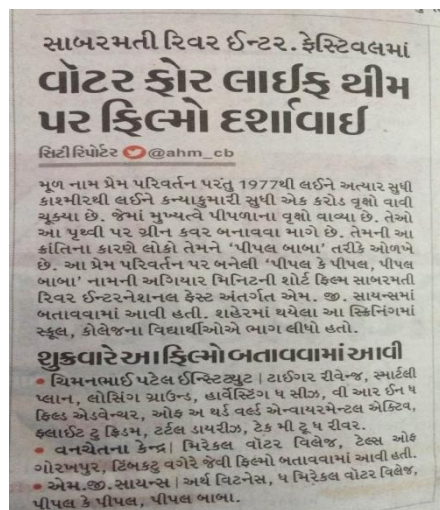 સાબરમતી રિવર ઈન્ટર. ફેસ્ટિવલમાં
વૉટર ફોર લાઈફ થીમ
પર ફિલ્મો દર્શાવાઈ
સિટી રિપોર્ટર @ahm_cb
મૂળ નામ પ્રેમ પરિવર્તન પરંતુ 1977થી લઈને અત્યાર સુધી
કાશ્મીરથી લઈને કન્યાકુમારી સુધી એક કરોડ વૃક્ષો વાવી
ચૂક્યા છે. જેમાં મુખ્યત્વે પીપળાના વૃક્ષો વાવ્યા છે. તેઓ
આ પૃથ્વી પર ગ્રીન કવર બનાવવા માગે છે. તેમની આ
ક્રાંતિના કારણે લોકો તેમને ‘પીપલ બાબા’ તરીકે ઓળખે
છે. આ પ્રેમ પરિવર્તન પર બનેલી ‘પીપલ કે પીપલ, પીપલ
બાબા’ નામની અગિયાર મિનિટની શોર્ટ ફિલ્મ સાબરમતી
રિવર ઈન્ટરનેશનલ ફેસ્ટ અંતર્ગત એમ. જી. સાયન્સમાં
બતાવવામાં આવી હતી. શહેરમાં થયેલા આ સ્ક્રિનિંગમાં
સ્કૂલ, કોલેજના વિદ્યાર્થીઓએ ભાગ લીધો હતો.
શુક્રવારે આ ફિલ્મો બતાવવામાં આવી
• ચિમનભાઈ પટેલ ઈન્સ્ટિટ્યુટ | ટાઈગર રીવેન્જ, સ્માર્ટલી
પ્લાન, લોસિંગ ગ્રાઉન્ડ, હાર્વેસ્ટિંગ ધ સીઝ, વી આર ઈન ધ
ફિલ્ડ એડવેન્ચર, ઓફ અ થર્ડ વર્લ્ડ એન્વાયરમેન્ટલ એક્ટિવ,
ફ્લાઈટ ટુ ફ્રિડમ, ટર્ટલ ડાયરીઝ, ટેક મી ટૂ ધ રીવર.
• વનચેતના કેન્દ્ર | મિરેકલ વૉટર વિલેજ, ટેલ્સ ઓફ
ગોરખપુર, ટિંબકટુ વગેરે જેવી ફિલ્મો બતાવવામાં આવી હતી.
• એમ.જી. સાયન્સ | અર્થ વિટનેસ, ધ મિરેકલ વૉટર વિલેજ,
પીપલ કે પીપલ, પીપલ બાબા.